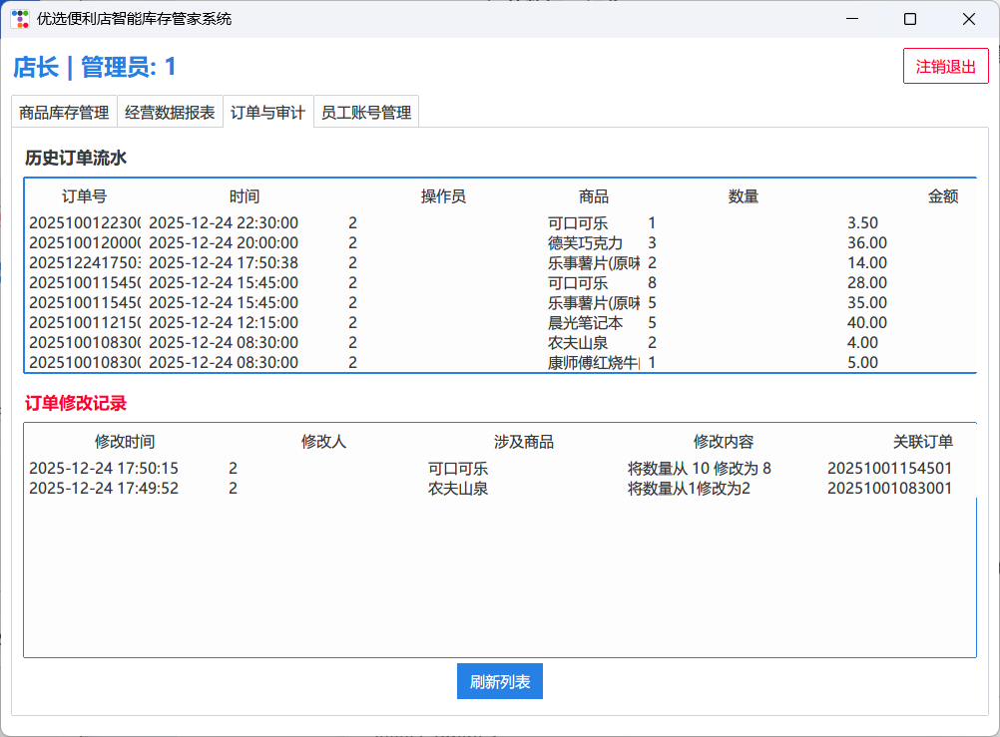 优选便利店智能库存管家系统
店长 | 管理员: 1
注销退出
商品库存管理 经营数据报表 订单与审计 员工账号管理
历史订单流水
订单号 时间 操作员 商品 数量 金额
202510012230 2025-12-24 22:30:00 2 可口可乐 1 3.50
202510012000 2025-12-24 20:00:00 2 德芙巧克力 3 36.00
202512241750 2025-12-24 17:50:38 2 乐事薯片(原味 2 14.00
202510011545 2025-12-24 15:45:00 2 可口可乐 8 28.00
202510011545 2025-12-24 15:45:00 2 乐事薯片(原味 5 35.00
202510011215 2025-12-24 12:15:00 2 晨光笔记本 5 40.00
202510010830 2025-12-24 08:30:00 2 农夫山泉 2 4.00
202510010830 2025-12-24 08:30:00 2 康师傅红烧牛 1 5.00
订单修改记录
修改时间 修改人 涉及商品 修改内容 关联订单
2025-12-24 17:50:15 2 可口可乐 将数量从 10 修改为 8 20251001154501
2025-12-24 17:49:52 2 农夫山泉 将数量从1修改为2 20251001083001
刷新列表